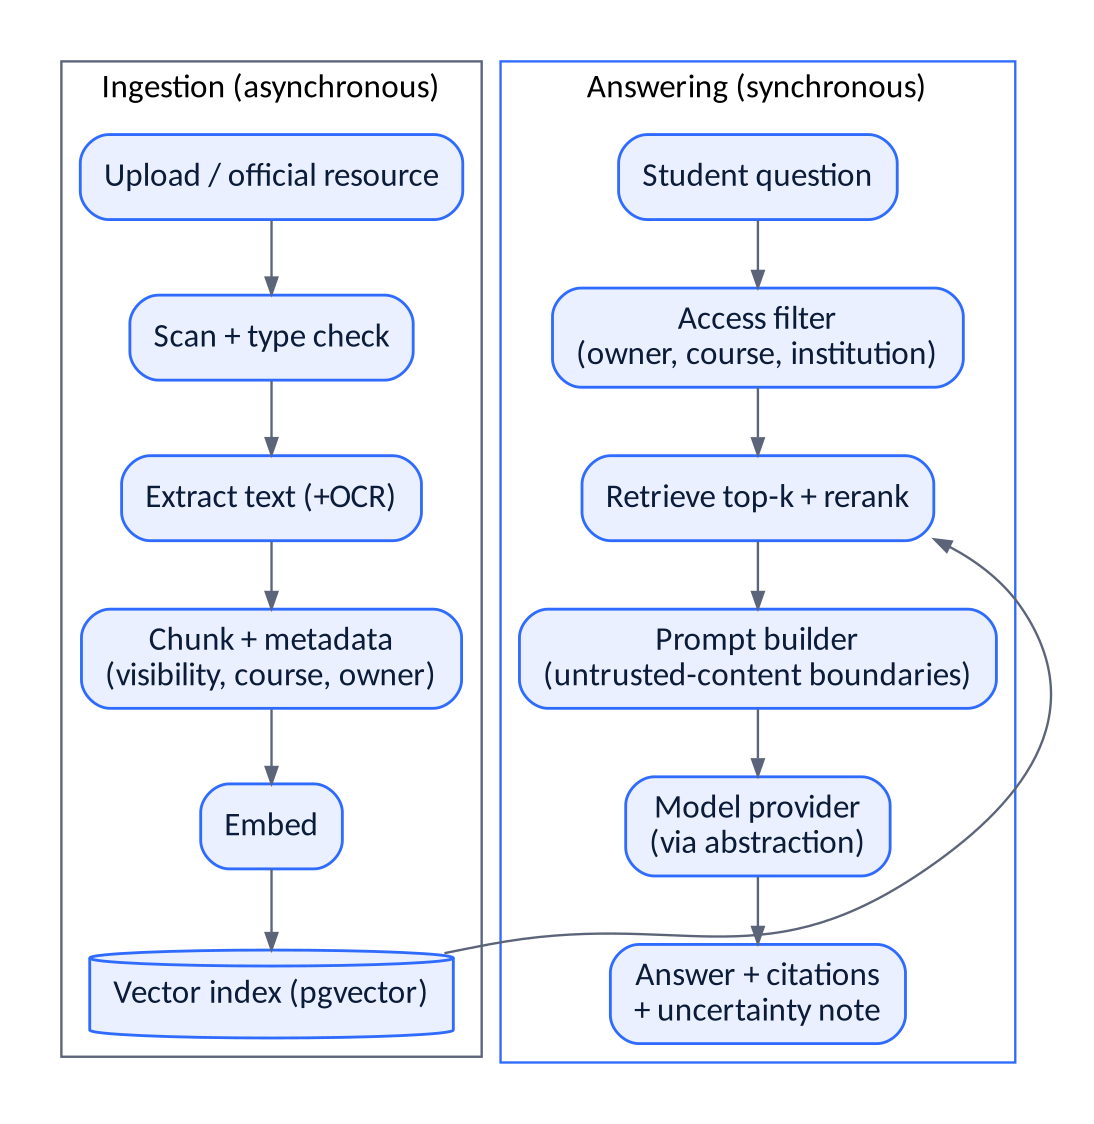 Ingestion (asynchronous)
Upload / official resource
Scan + type check
Extract text (+OCR)
Chunk + metadata
(visibility, course, owner)
Embed
Vector index (pgvector)
Answering (synchronous)
Student question
Access filter
(owner, course, institution)
Retrieve top-k + rerank
Prompt builder
(untrusted-content boundaries)
Model provider
(via abstraction)
Answer + citations
+ uncertainty note